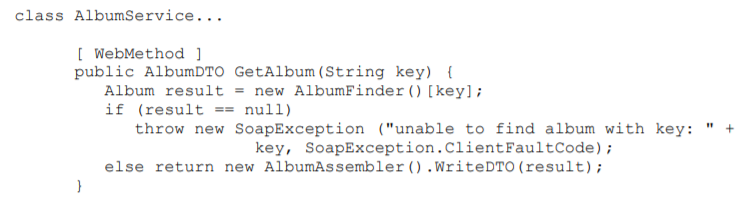 class AlbumService...
[ WebMethod ]
public AlbumDTO GetAlbum(String key) {
Album result = new AlbumFinder()[key];
if (result == null)
throw new SoapException ("unable to find album with key: " +
key, SoapException.ClientFaultCode);
else return new AlbumAssembler().WriteDTO(result);
}